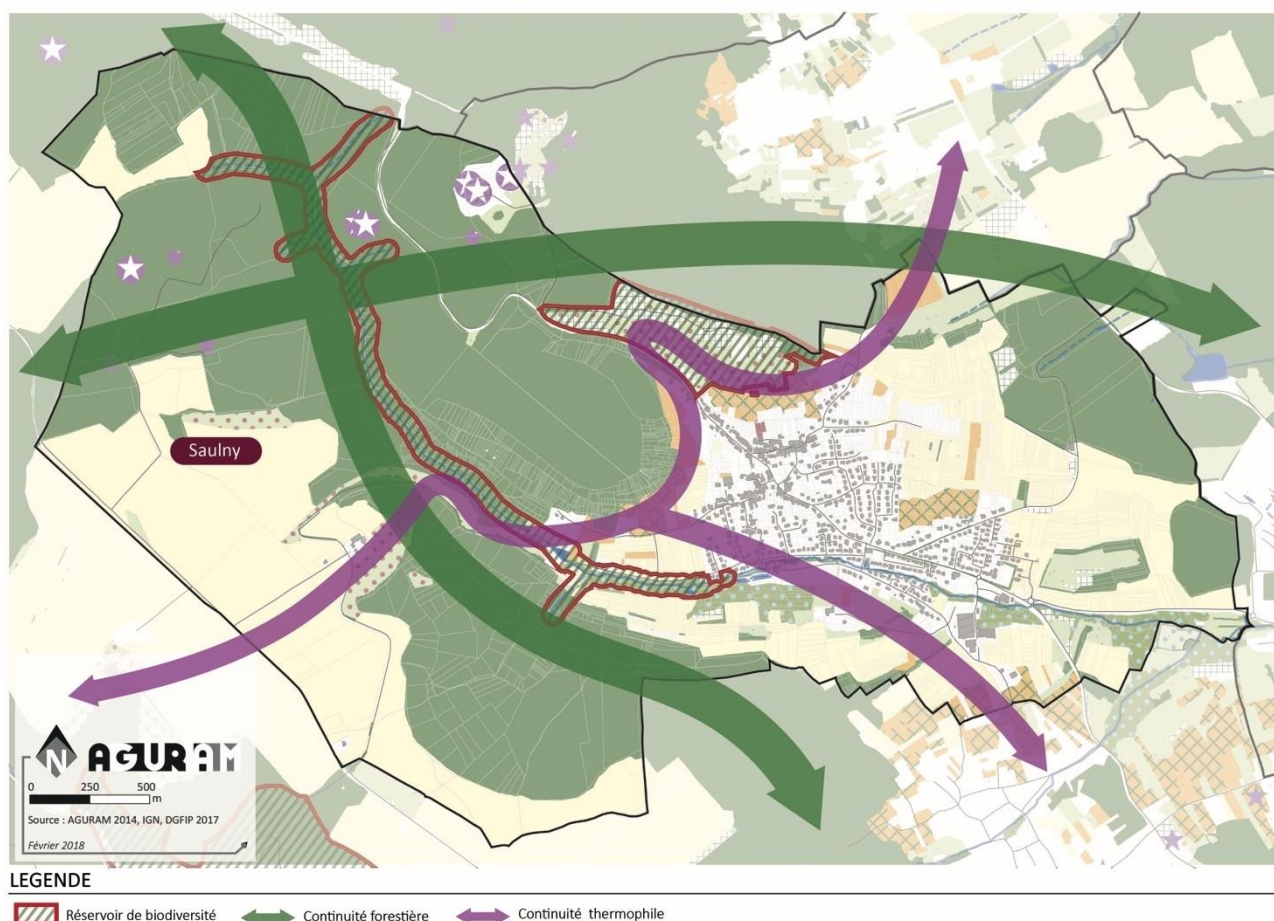 Saulny
N
AGURAM
0 250 500
m
Source : AGURAM 2014, IGN, DGFIP 2017
Février 2018
LEGENDE
Réservoir de biodiversité Continuité forestière Continuité thermophile